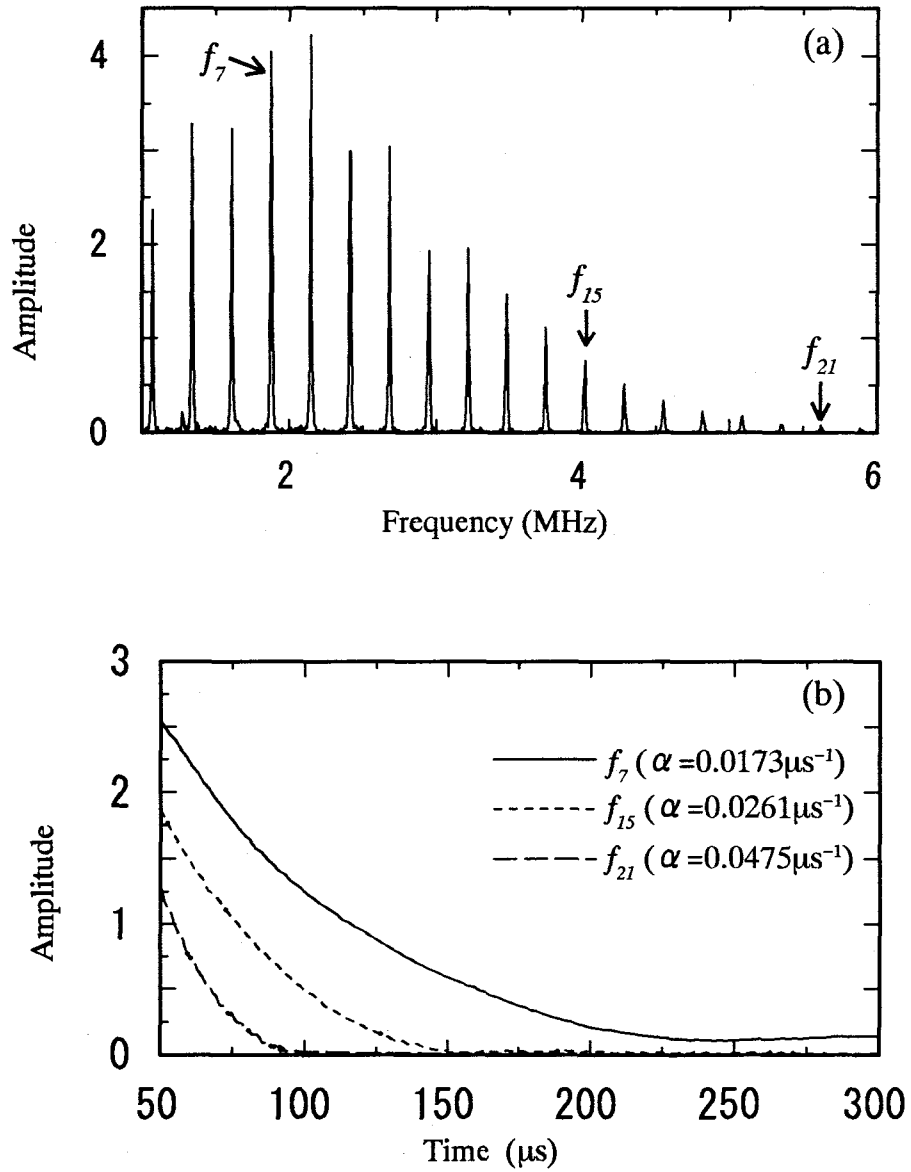 (a)
4
f₇
2
f₁₅
f₂₁
0
2 4 6
Amplitude
Frequency (MHz)
3
(b)
f₇ ( α =0.0173μs⁻¹)
2
f₁₅ ( α =0.0261μs⁻¹)
f₂₁ ( α =0.0475μs⁻¹)
1
0
50 100 150 200 250 300
Amplitude
Time (μs)